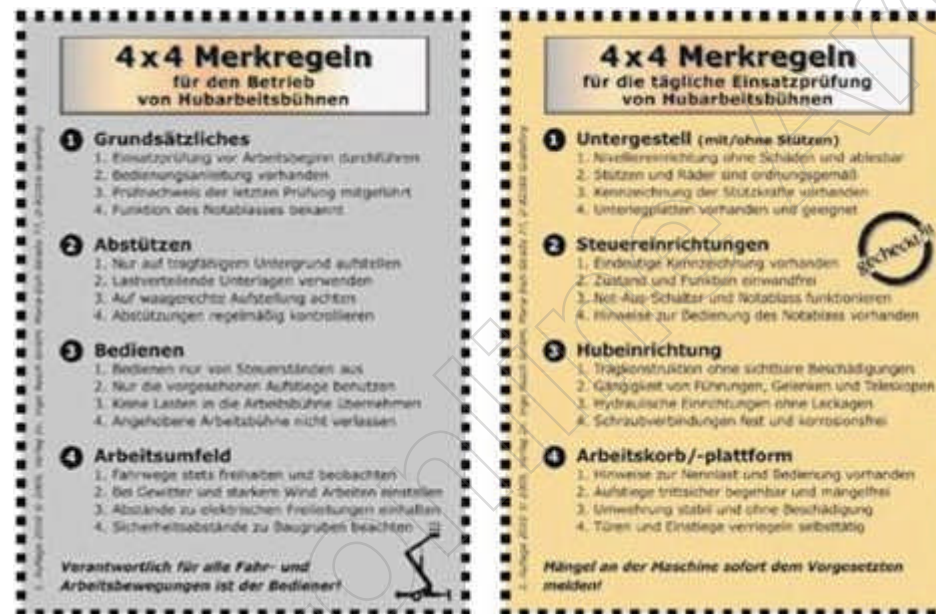 4x4 Merkregeln
für den Betrieb
von Hubarbeitsbühnen
1 Grundsätzliches
1. Einsatzprüfung vor Arbeitsbeginn durchführen
2. Bedienungsanleitung vorhanden
3. Prüfnachweis der letzten Prüfung mitgeführt
4. Funktion des Notablasses bekannt
2 Abstützen
1. Nur auf tragfähigem Untergrund aufstellen
2. Lastverteilende Unterlagen verwenden
3. Auf waagerechte Aufstellung achten
4. Abstützungen regelmäßig kontrollieren
3 Bedienen
1. Bedienen nur von Steuerständen aus
2. Nur die vorgesehenen Aufstiege benutzen
3. Keine Lasten in die Arbeitsbühne übernehmen
4. Angehobene Arbeitsbühne nicht verlassen
4 Arbeitsumfeld
1. Fahrwege stets freihalten und beobachten
2. Bei Gewitter und starkem Wind Arbeiten einstellen
3. Abstände zu elektrischen Freileitungen einhalten
4. Sicherheitsabstände zu Baugruben beachten
Verantwortlich für alle Fahr- und
Arbeitsbewegungen ist der Bediener!
4x4 Merkregeln
für die tägliche Einsatzprüfung
von Hubarbeitsbühnen
1 Untergestell (mit/ohne Stützen)
1. Nivelliereinrichtung ohne Schäden und ablesbar
2. Stützen und Räder sind ordnungsgemäß
3. Kennzeichnung der Stützkräfte vorhanden
4. Unterlegplatten vorhanden und geeignet
gecheckt?!
2 Steuereinrichtungen
1. Eindeutige Kennzeichnung vorhanden
2. Zustand und Funktion einwandfrei
3. Not-Aus-Schalter und Notablass funktionieren
4. Hinweise zur Bedienung des Notablass vorhanden
3 Hubeinrichtung
1. Tragkonstruktion ohne sichtbare Beschädigungen
2. Gängigkeit von Führungen, Gelenken und Teleskopen
3. Hydraulische Einrichtungen ohne Leckagen
4. Schraubverbindungen fest und korrosionsfrei
4 Arbeitskorb/-plattform
1. Hinweise zur Nennlast und Bedienung vorhanden
2. Aufstiege trittsicher begehbar und mängelfrei
3. Umwehrung stabil und ohne Beschädigung
4. Türen und Einstiege verriegeln selbsttätig
Mängel an der Maschine sofort dem Vorgesetzten
melden!